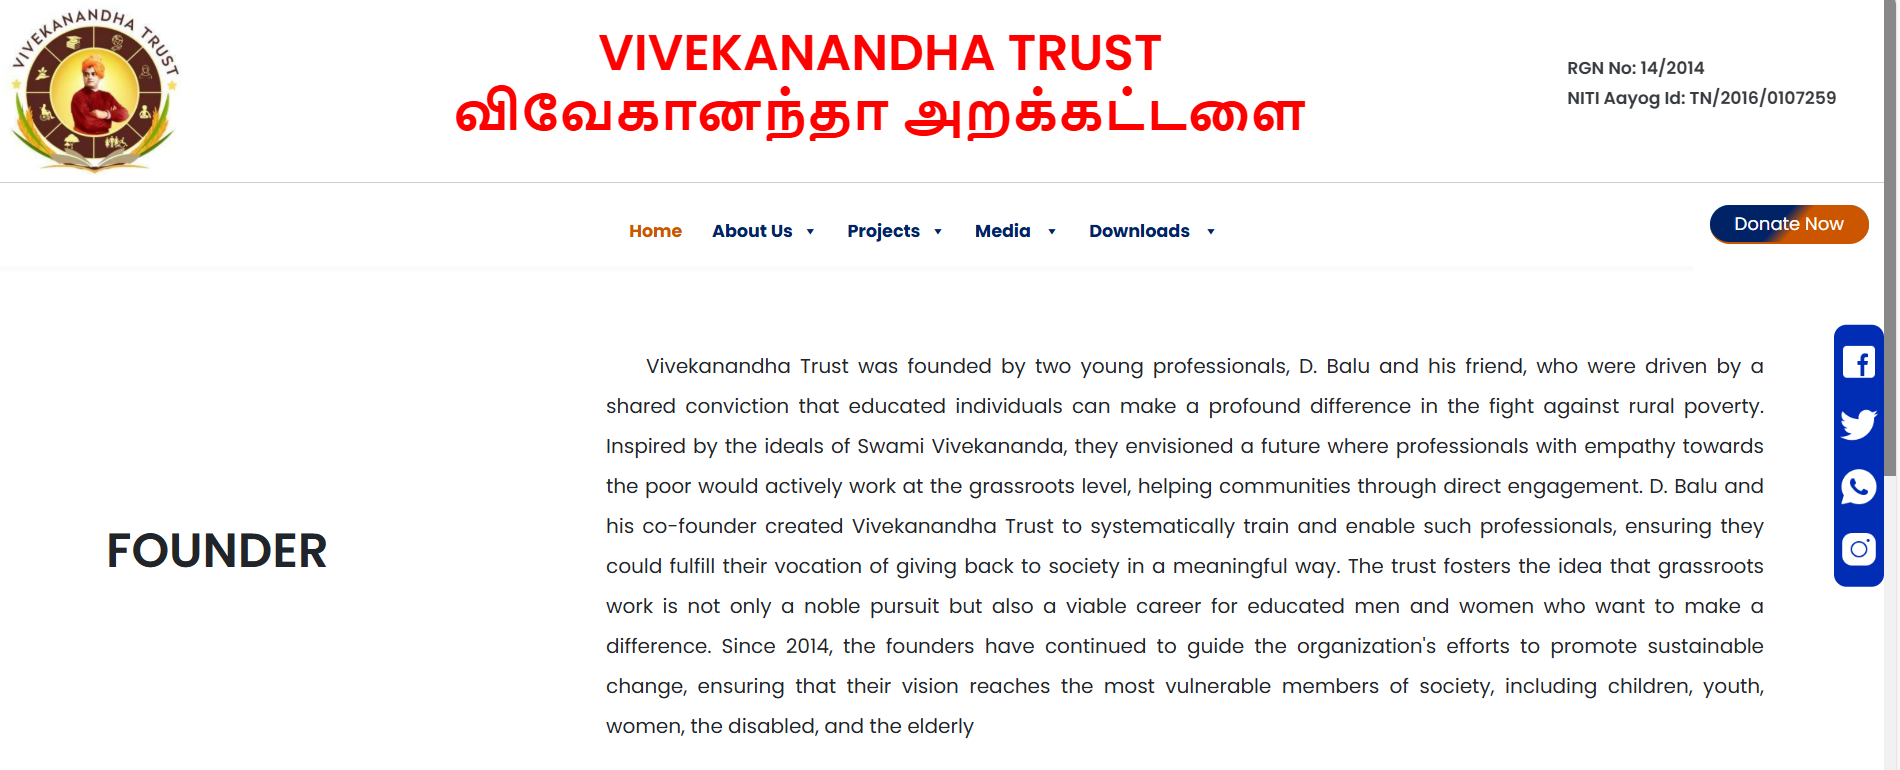 VIVEKANANDHA TRUST
VIVEKANANDHA TRUST
விவேகானந்தா அறக்கட்டளை
RGN No: 14/2014
NITI Aayog Id: TN/2016/0107259
Home About Us Projects Media Downloads
Donate Now
FOUNDER
Vivekanandha Trust was founded by two young professionals, D. Balu and his friend, who were driven by a
shared conviction that educated individuals can make a profound difference in the fight against rural poverty.
Inspired by the ideals of Swami Vivekananda, they envisioned a future where professionals with empathy towards
the poor would actively work at the grassroots level, helping communities through direct engagement. D. Balu and
his co-founder created Vivekanandha Trust to systematically train and enable such professionals, ensuring they
could fulfill their vocation of giving back to society in a meaningful way. The trust fosters the idea that grassroots
work is not only a noble pursuit but also a viable career for educated men and women who want to make a
difference. Since 2014, the founders have continued to guide the organization's efforts to promote sustainable
change, ensuring that their vision reaches the most vulnerable members of society, including children, youth,
women, the disabled, and the elderly